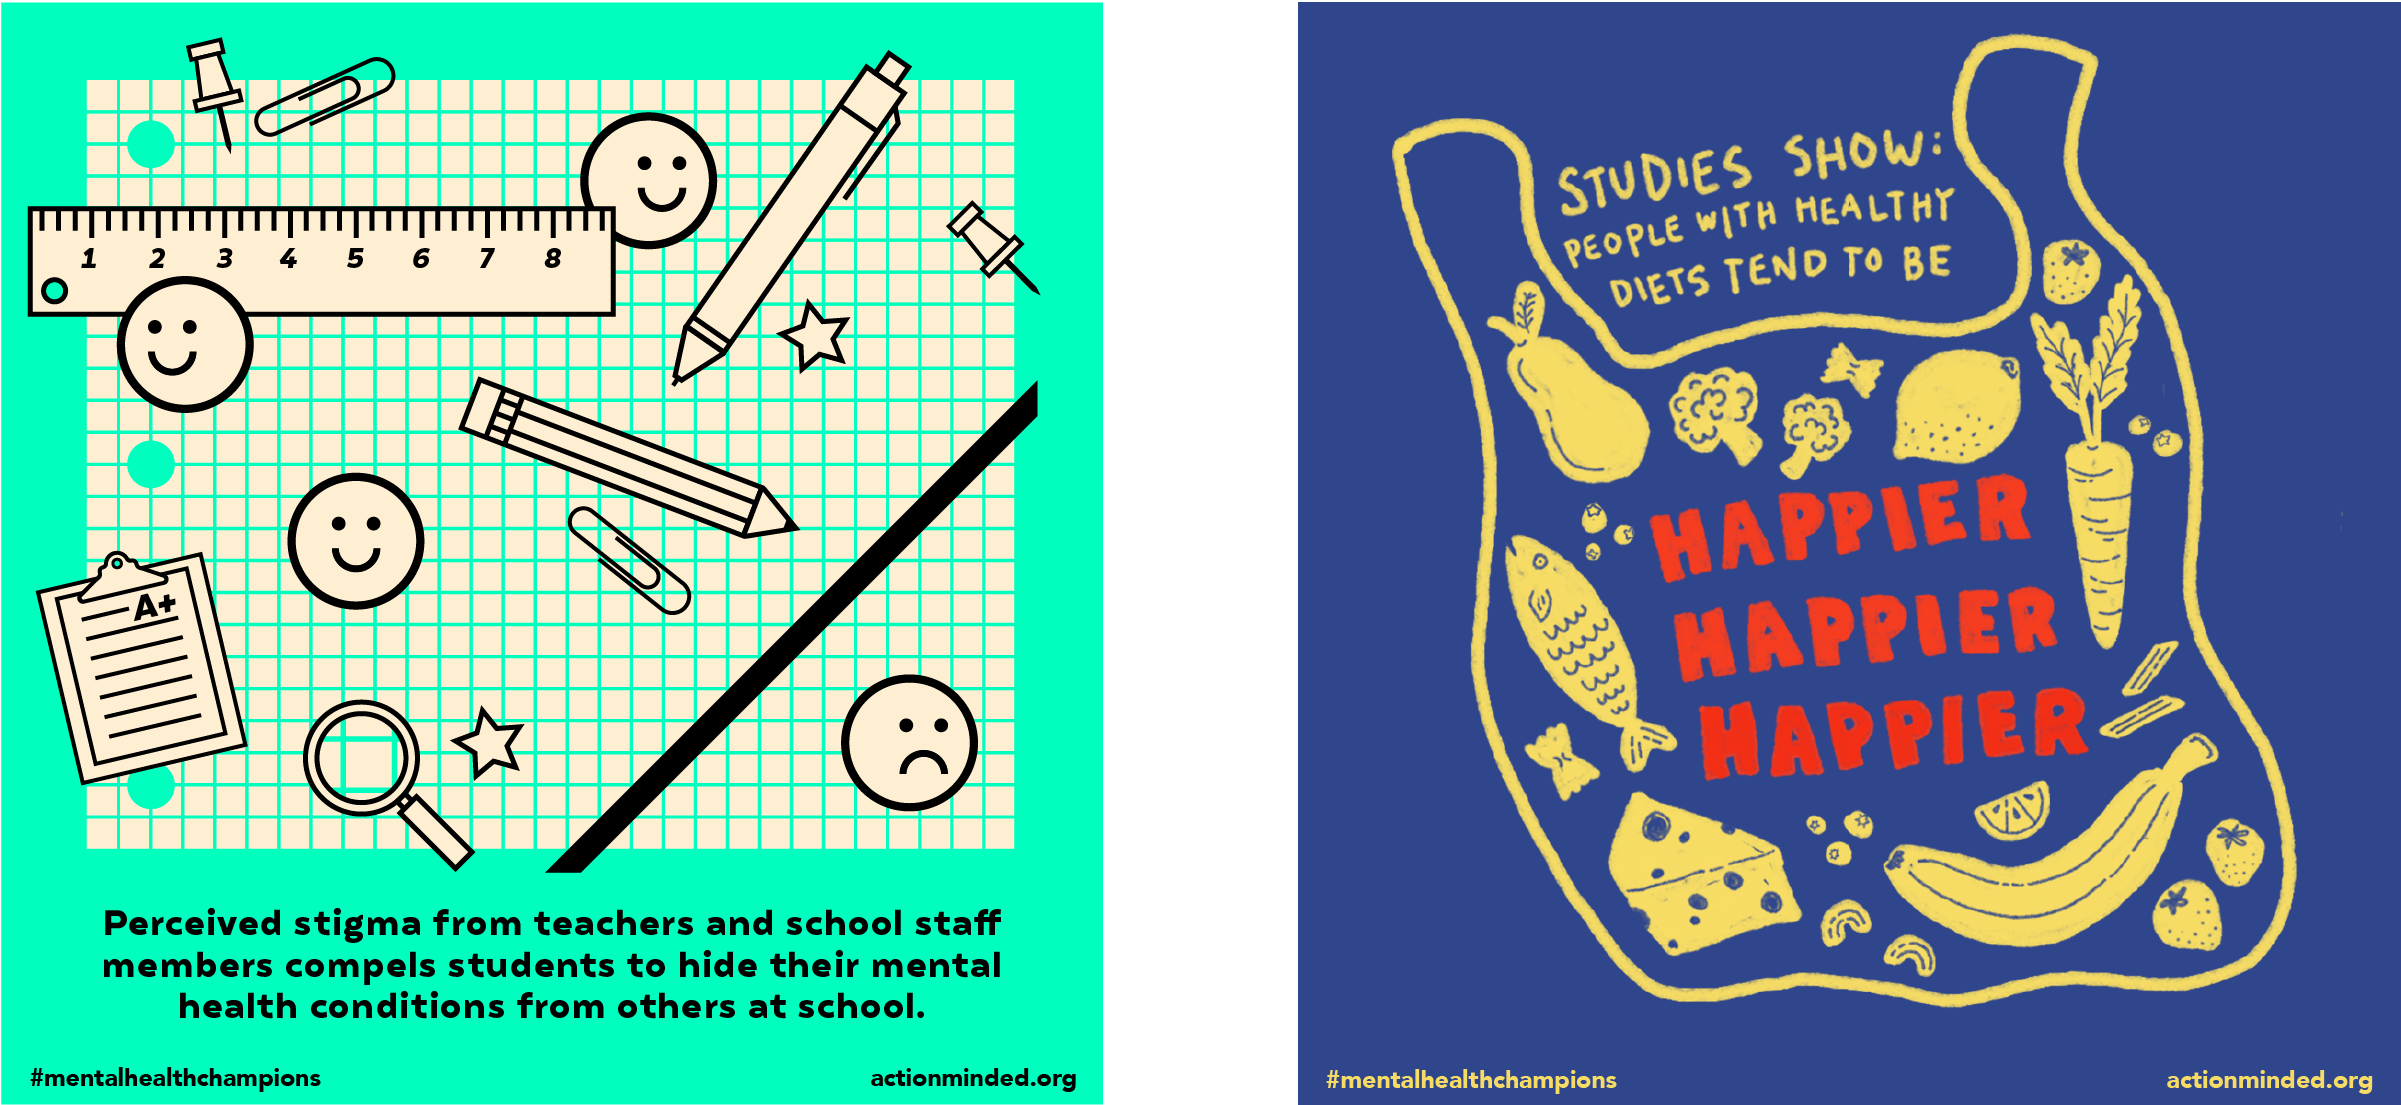 1 2 3 4 5 6 7 8
A+
Perceived stigma from teachers and school staff
members compels students to hide their mental
health conditions from others at school.
#mentalhealthchampions
actionminded.org
STUDIES SHOW:
PEOPLE WITH HEALTHY
DIETS TEND TO BE
HAPPIER
HAPPIER
HAPPIER
#mentalhealthchampions
actionminded.org